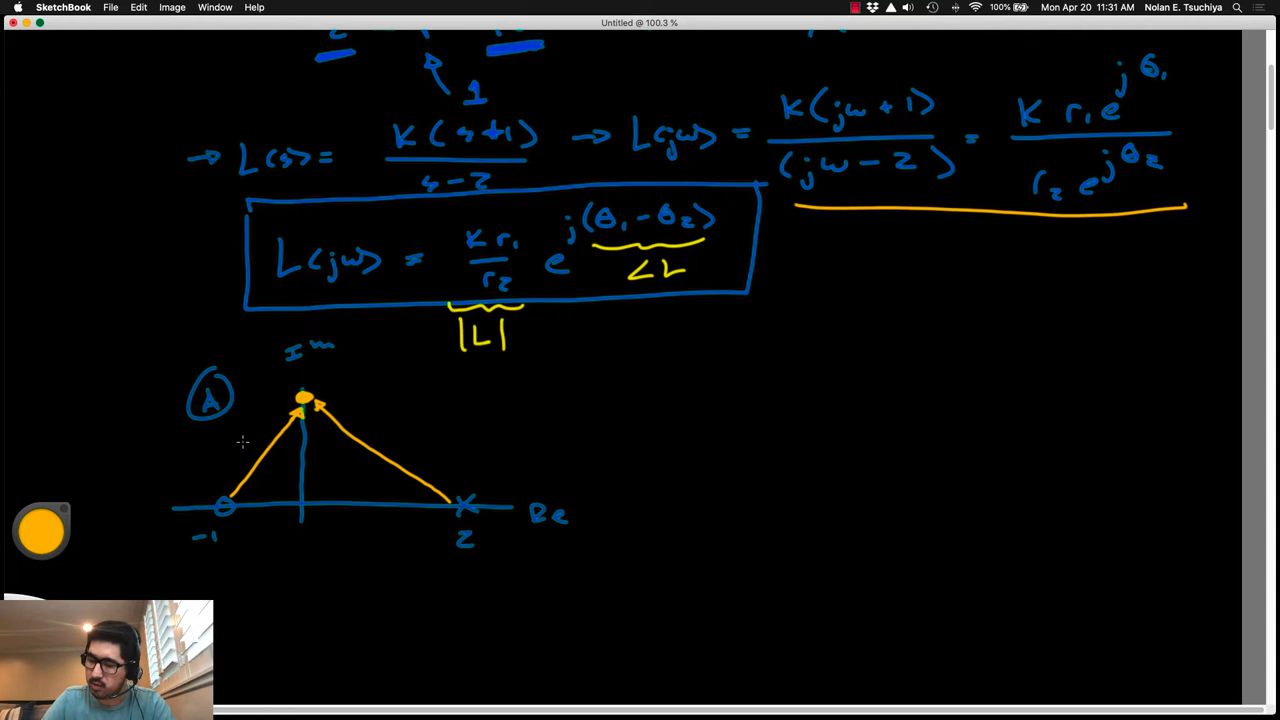 SketchBook File Edit Image Window Help 100% Mon Apr 20 11:31 AM Nolan E. Tsuchiya
Untitled @ 100.3 %
1
→ L(s) = K(s+1) / s-2 → L(jω) = K(jω+1) / (jω-2) = K r₁ e^jθ₁ / r₂ e^jθ₂
L(jω) = K r₁ / r₂ e^j(θ₁ - θ₂)
∠L
|L|
Im
A
Re
-1 2